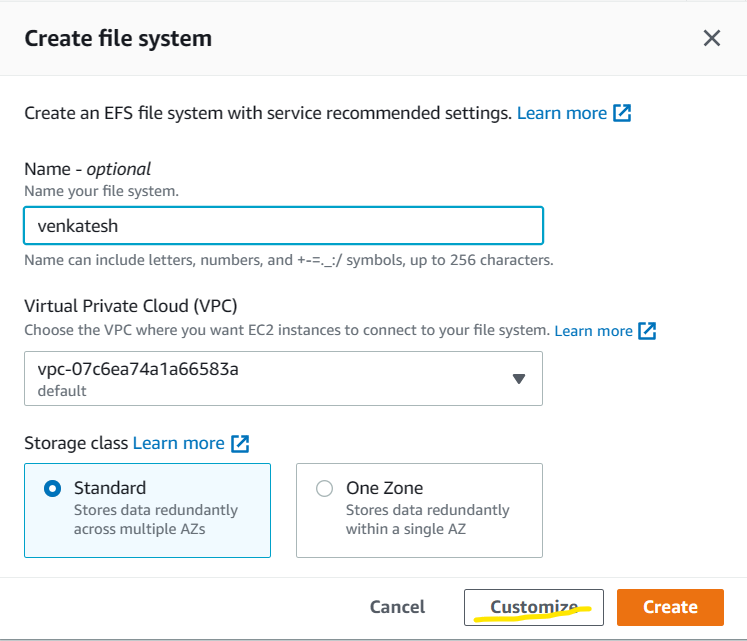 Create file system
Create an EFS file system with service recommended settings. Learn more
Name - optional
Name your file system.
venkatesh
Name can include letters, numbers, and +-=._:/ symbols, up to 256 characters.
Virtual Private Cloud (VPC)
Choose the VPC where you want EC2 instances to connect to your file system. Learn more
vpc-07c6ea74a1a66583a
default
Storage class Learn more
Standard
Stores data redundantly
across multiple AZs
One Zone
Stores data redundantly
within a single AZ
Cancel Customize Create